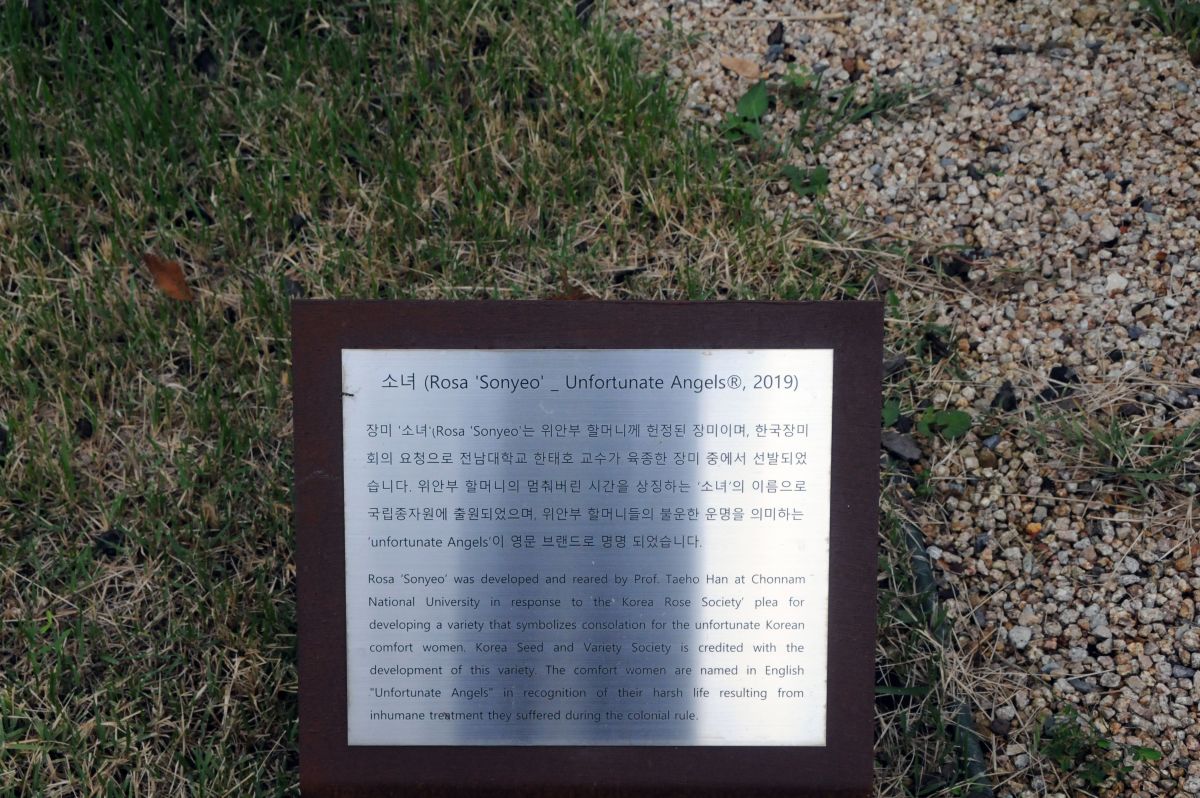 소녀 (Rosa 'Sonyeo' _ Unfortunate Angels®, 2019)
장미 '소녀'(Rosa 'Sonyeo'는 위안부 할머니께 헌정된 장미이며, 한국장미
회의 요청으로 전남대학교 한태호 교수가 육종한 장미 중에서 선발되었
습니다. 위안부 할머니의 멈춰버린 시간을 상징하는 '소녀'의 이름으로
국립종자원에 출원되었으며, 위안부 할머니들의 불운한 운명을 의미하는
'unfortunate Angels'이 영문 브랜드로 명명 되었습니다.
Rosa 'Sonyeo' was developed and reared by Prof. Taeho Han at Chonnam
National University in response to the Korea Rose Society' plea for
developing a variety that symbolizes consolation for the unfortunate Korean
comfort women. Korea Seed and Variety Society is credited with the
development of this variety. The comfort women are named in English
"Unfortunate Angels" in recognition of their harsh life resulting from
inhumane treatment they suffered during the colonial rule.